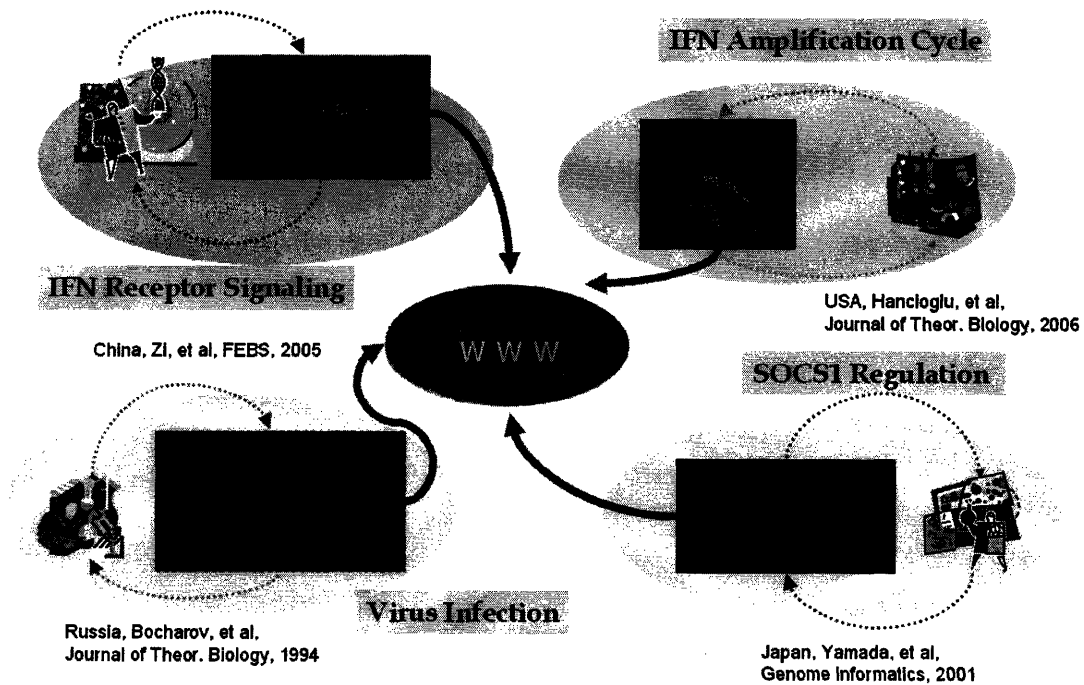 IFN Amplification Cycle
IFN Receptor Signaling
USA, Hancioglu, et al,
Journal of Theor. Biology, 2006
China, Zi, et al, FEBS, 2005
W W W
SOCS1 Regulation
Virus Infection
Russia, Bocharov, et al,
Journal of Theor. Biology, 1994
Japan, Yamada, et al,
Genome Informatics, 2001